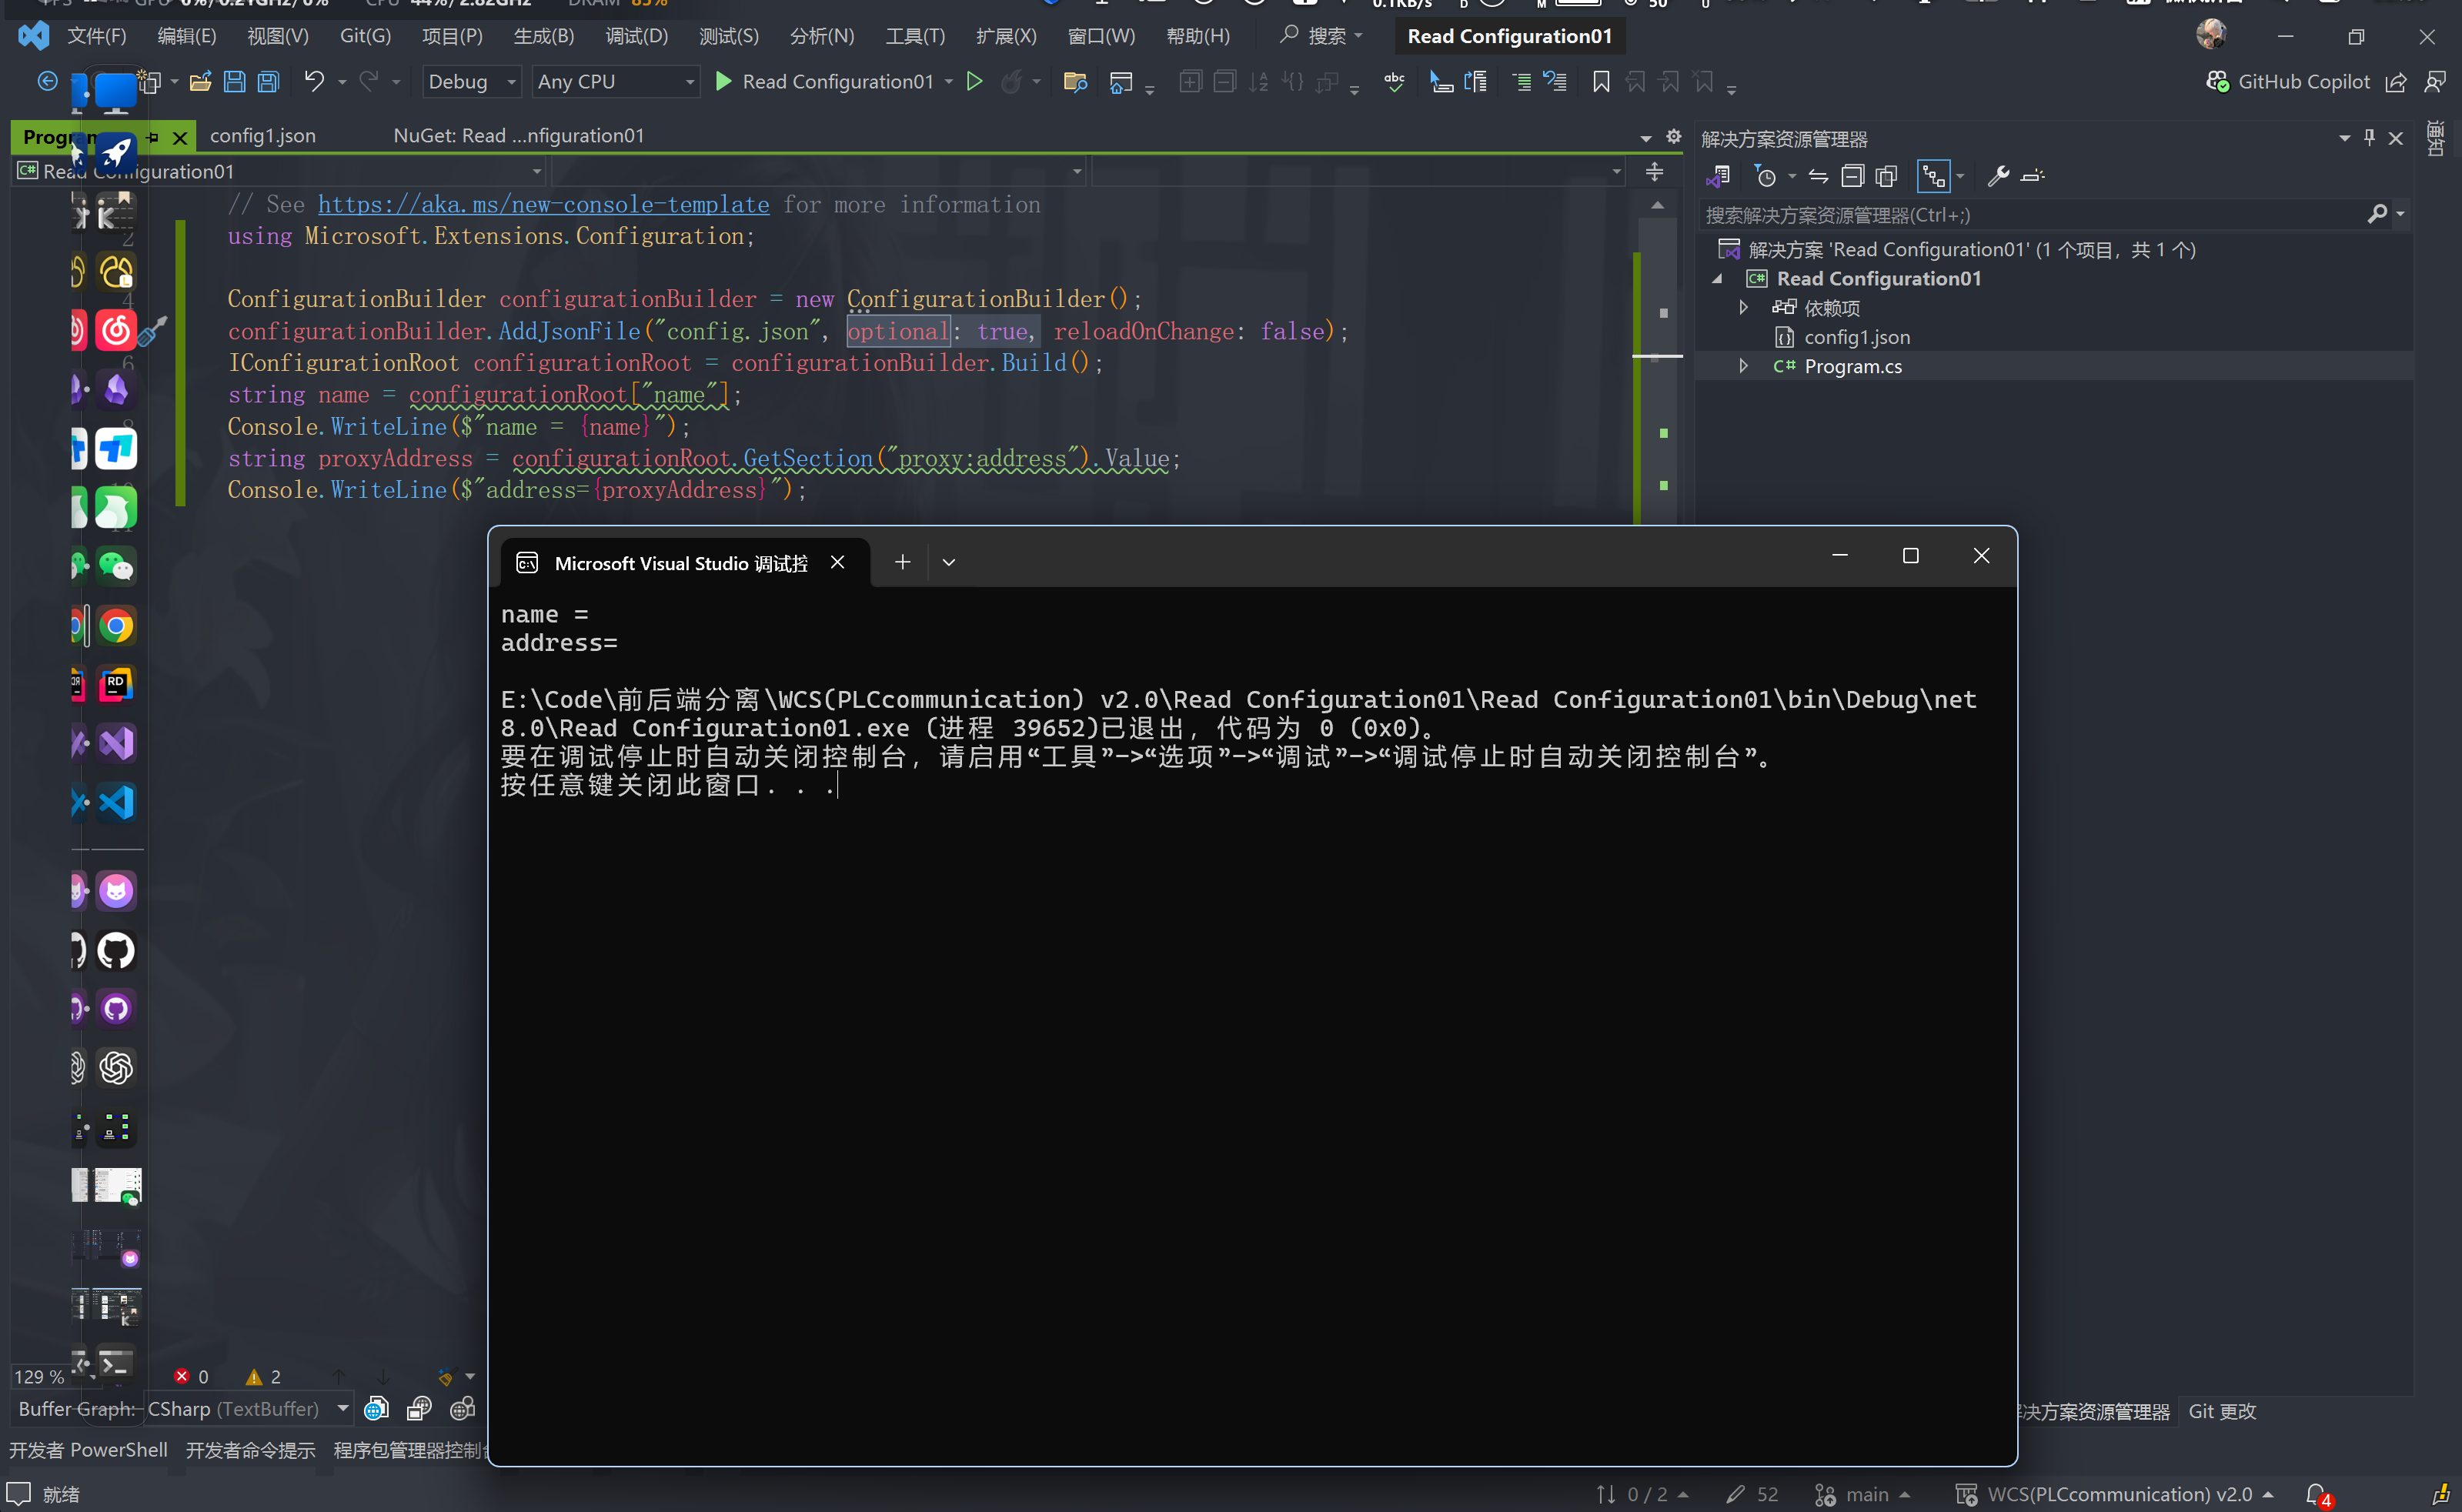 文件(F) 编辑(E) 视图(V) Git(G) 项目(P) 生成(B) 调试(D) 测试(S) 分析(N) 工具(T) 扩展(X) 窗口(W) 帮助(H) 搜索 Read Configuration01
Debug Any CPU Read Configuration01 GitHub Copilot
config1.json NuGet: Read ...nfiguration01
// See https://aka.ms/new-console-template for more information
using Microsoft.Extensions.Configuration;
ConfigurationBuilder configurationBuilder = new ConfigurationBuilder();
configurationBuilder.AddJsonFile("config.json", optional: true, reloadOnChange: false);
IConfigurationRoot configurationRoot = configurationBuilder.Build();
string name = configurationRoot["name"];
Console.WriteLine($"name = {name}");
string proxyAddress = configurationRoot.GetSection("proxy:address").Value;
Console.WriteLine($"address={proxyAddress}");
解决方案资源管理器
通知
搜索解决方案资源管理器(Ctrl+;)
解决方案 'Read Configuration01' (1 个项目，共 1 个)
Read Configuration01
依赖项
config1.json
Program.cs
Microsoft Visual Studio 调试控
name =
address=
E:\Code\前后端分离\WCS(PLCcommunication) v2.0\Read Configuration01\Read Configuration01\bin\Debug\net
8.0\Read Configuration01.exe (进程 39652)已退出，代码为 0 (0x0)。
要在调试停止时自动关闭控制台，请启用“工具”->“选项”->“调试”->“调试停止时自动关闭控制台”。
按任意键关闭此窗口. . .
129 % 0 2
Buffer Graph: CSharp (TextBuffer)
决方案资源管理器 Git 更改
开发者 PowerShell 开发者命令提示 程序包管理器控制
就绪 0 / 2 52 main WCS(PLCcommunication) v2.0 4